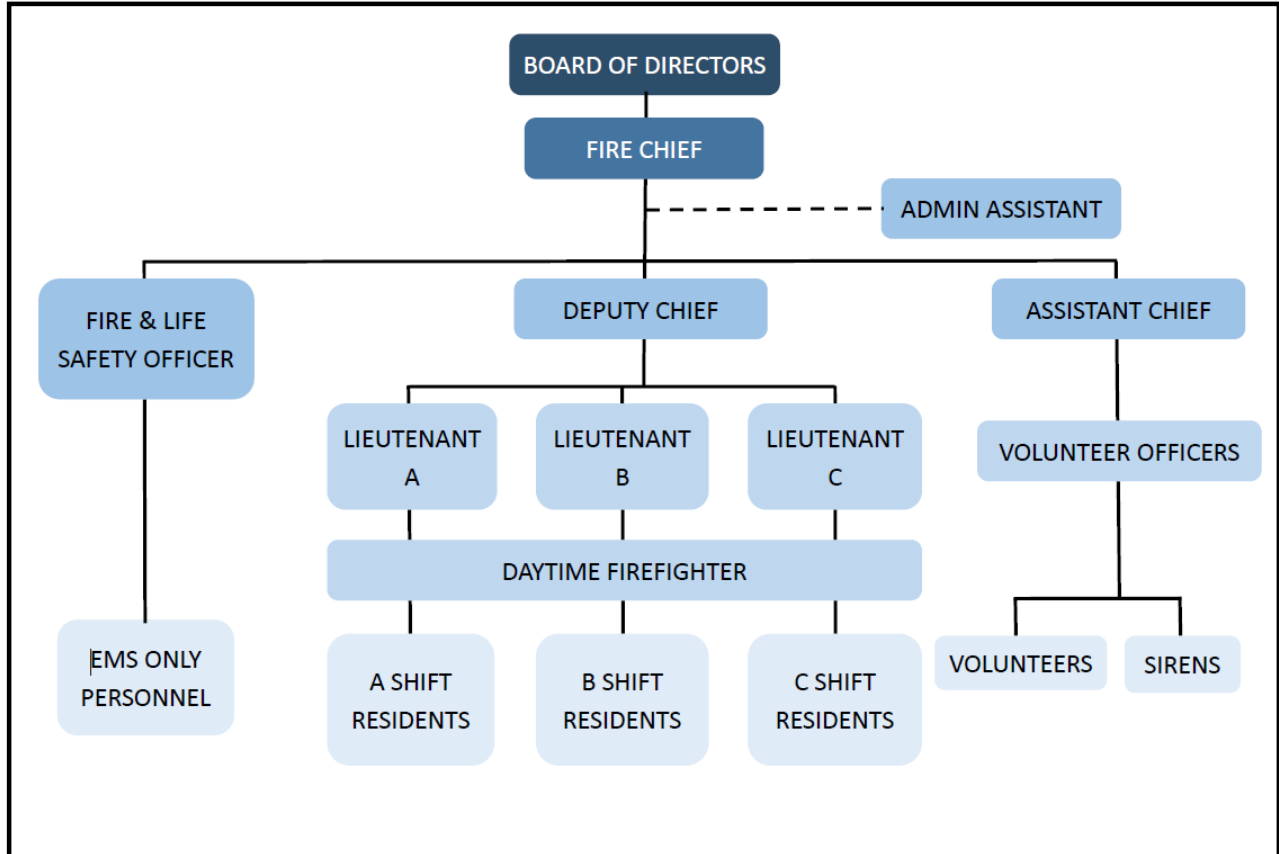 BOARD OF DIRECTORS
FIRE CHIEF
ADMIN ASSISTANT
FIRE & LIFE
SAFETY OFFICER
DEPUTY CHIEF
ASSISTANT CHIEF
LIEUTENANT
A
LIEUTENANT
B
LIEUTENANT
C
VOLUNTEER OFFICERS
DAYTIME FIREFIGHTER
EMS ONLY
PERSONNEL
A SHIFT
RESIDENTS
B SHIFT
RESIDENTS
C SHIFT
RESIDENTS
VOLUNTEERS
SIRENS